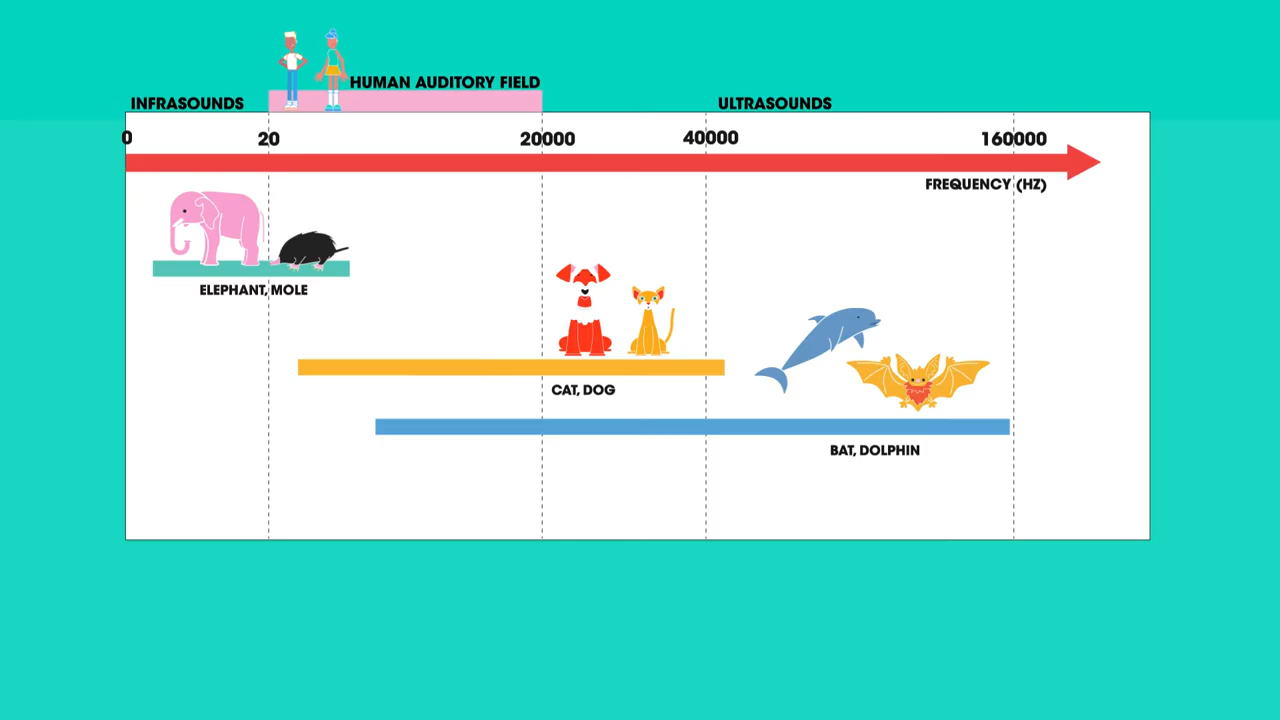 HUMAN AUDITORY FIELD
INFRASOUNDS
ULTRASOUNDS
0 20 20000 40000 160000
FREQUENCY (HZ)
ELEPHANT, MOLE
CAT, DOG
BAT, DOLPHIN